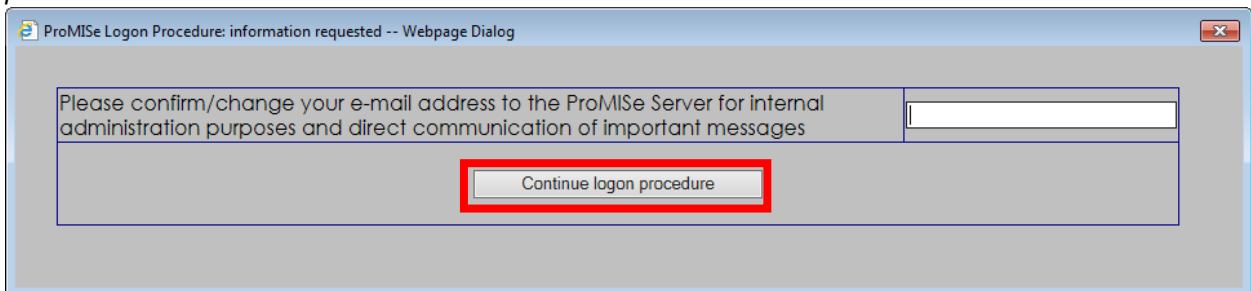 ProMISe Logon Procedure: information requested -- Webpage Dialog
Please confirm/change your e-mail address to the ProMISe Server for internal
administration purposes and direct communication of important messages
Continue logon procedure